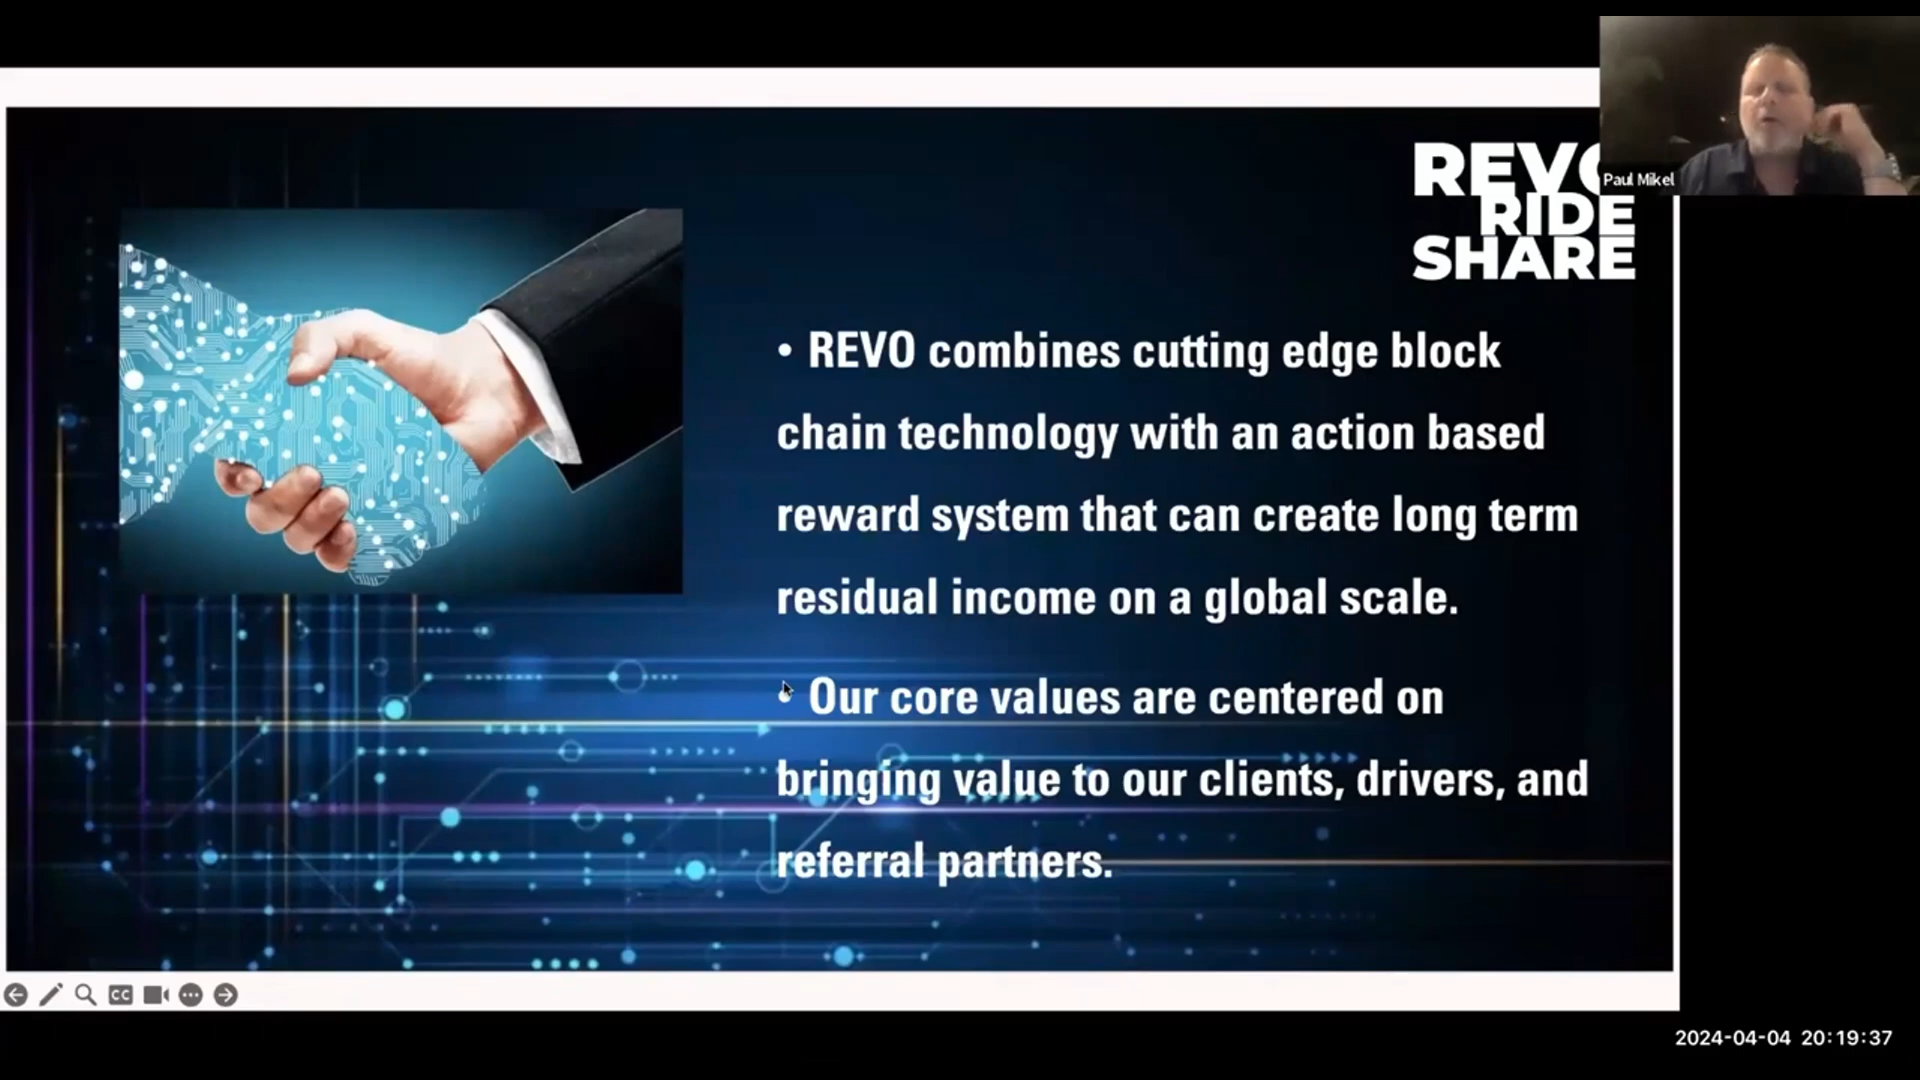 REVO
RIDE
SHARE
Paul Mikel
• REVO combines cutting edge block
chain technology with an action based
reward system that can create long term
residual income on a global scale.
• Our core values are centered on
bringing value to our clients, drivers, and
referral partners.
CC
2024-04-04 20:19:37